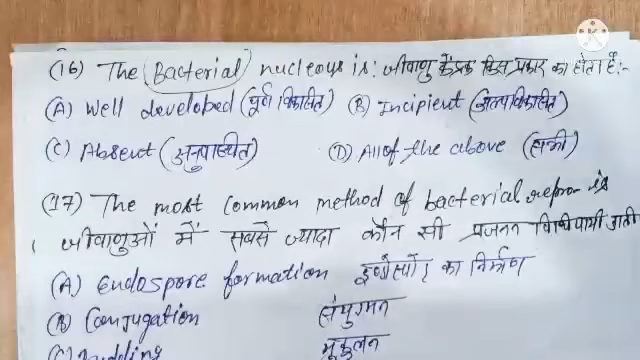 (16) The (Bacterial) nucleous is: जीवाणु केंद्रक किस प्रकार का होता है:-
(A) Well developed (पूर्ण विकसित) (B) Incipient (अल्पविकसित)
(C) Absent (अनुपस्थित) (D) All of the above (सभी)
(17) The most common method of bacterial repro- is
जीवाणुओं में सबसे ज्यादा कौन सी प्रजनन पायी जाती
(A) Endospore formation का निर्माण
(B) Conjugation संयुग्मन
(C) Budding मुकुलन